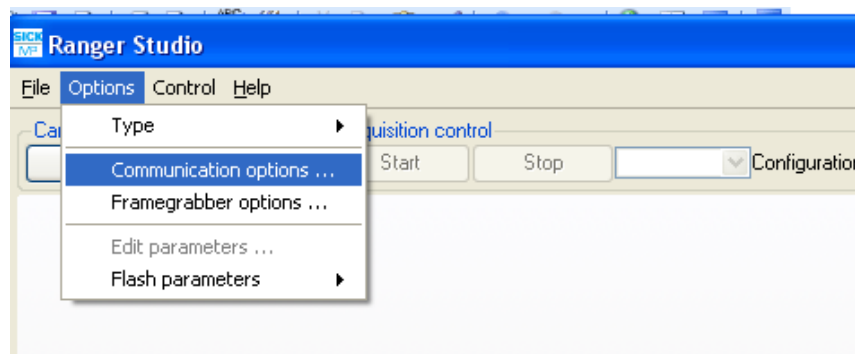 SICK
MP Ranger Studio
File Options Control Help
Type
quisition control
Start Stop Configuration
Communication options ...
Framegrabber options ...
Edit parameters ...
Flash parameters